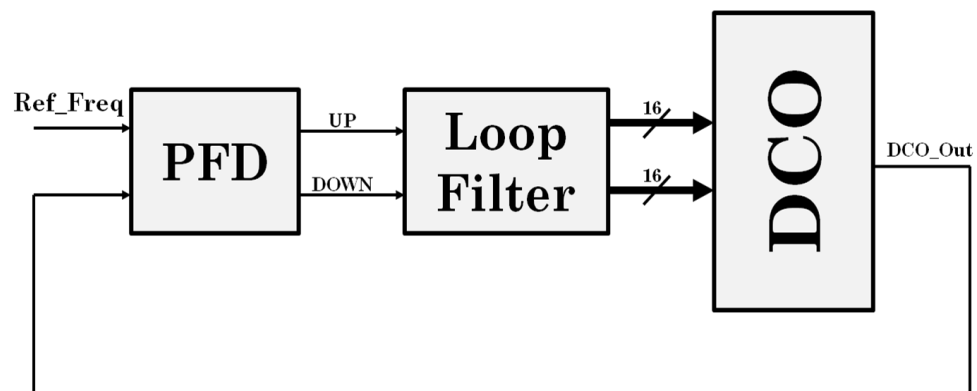 Ref_Freq
PFD
UP
DOWN
Loop
Filter
16
16
DCO
DCO_Out